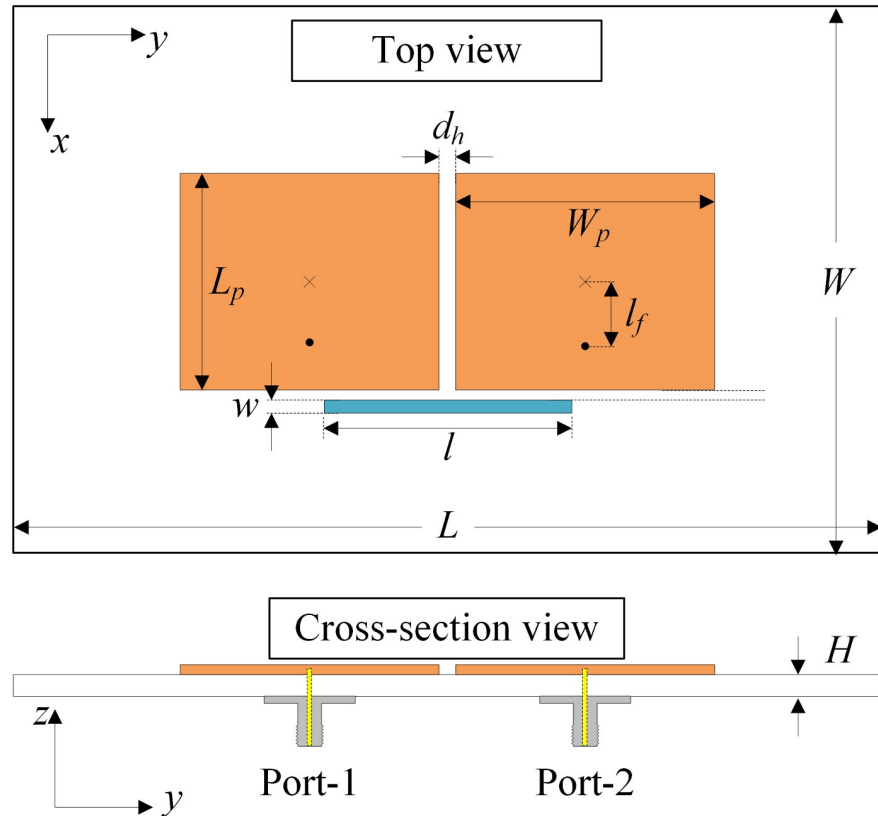 Top view
y
x
d_h
W_p
L_p
l_f
W
w
l
L
Cross-section view
H
z
y
Port-1
Port-2